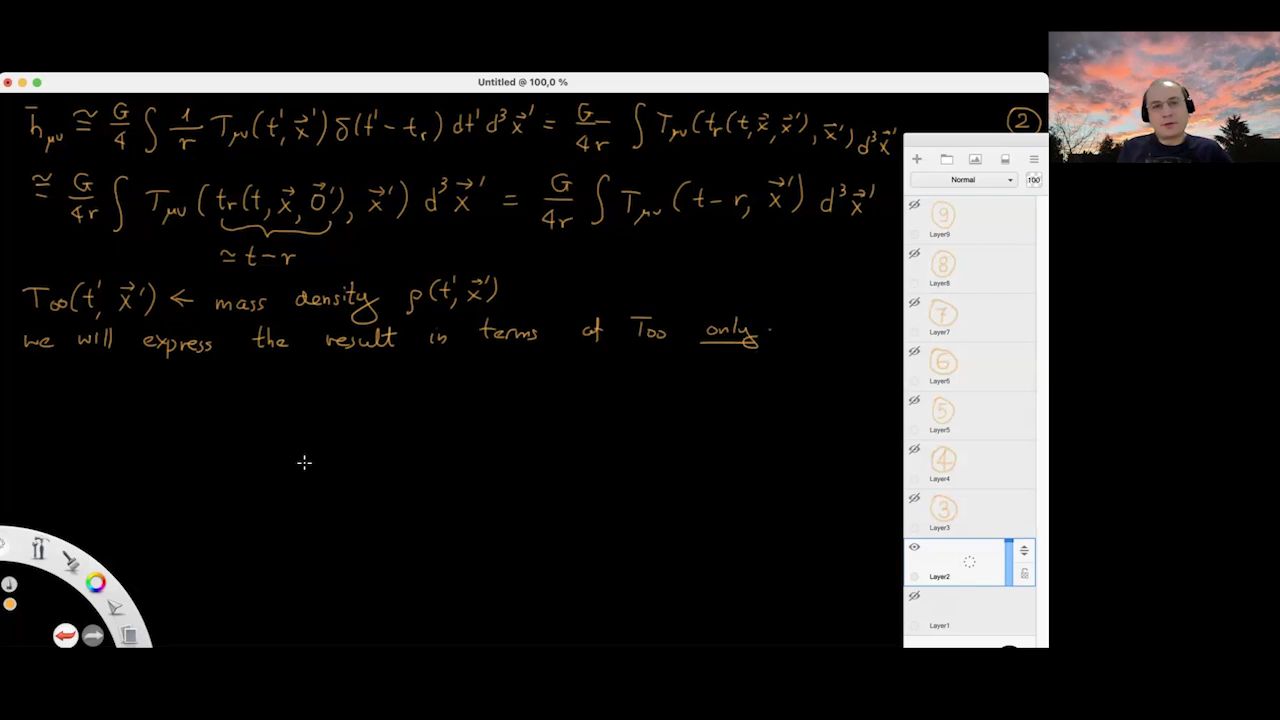 Untitled @ 100,0 %
h̄μν ≅ G/4 ∫ 1/r Tμν(t', x⃗') δ(t' − tr) dt' d³x⃗' = G/4r ∫ Tμν(tr(t, x⃗, x⃗'), x⃗') d³x⃗' ②
≅ G/4r ∫ Tμν(tr(t, x⃗, 0⃗'), x⃗') d³x⃗' = G/4r ∫ Tμν(t − r, x⃗') d³x⃗'
≃ t − r
T₀₀(t', x⃗') ← mass density ρ(t', x⃗')
we will express the result in terms of T₀₀ only.
Normal 100
⑨
Layer9
⑧
Layer8
⑦
Layer7
⑥
Layer6
⑤
Layer5
④
Layer4
③
Layer3
Layer2
Layer1